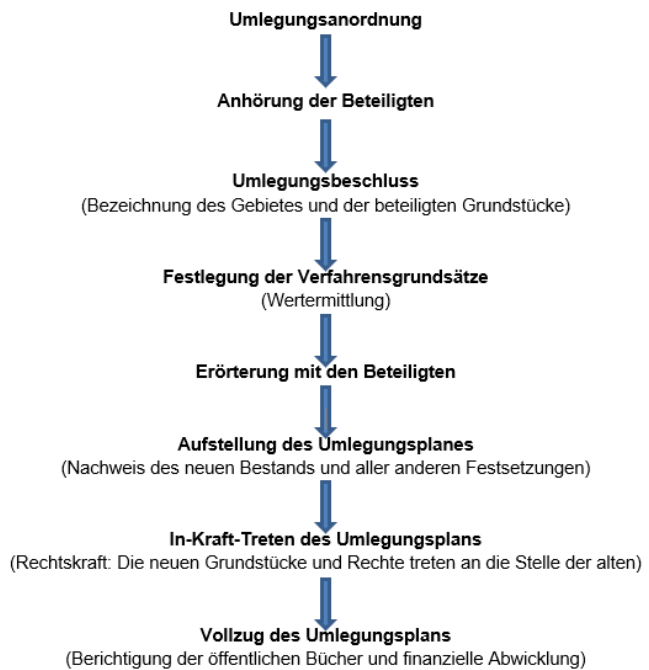 Umlegungsanordnung
Anhörung der Beteiligten
Umlegungsbeschluss
(Bezeichnung des Gebietes und der beteiligten Grundstücke)
Festlegung der Verfahrensgrundsätze
(Wertermittlung)
Erörterung mit den Beteiligten
Aufstellung des Umlegungsplanes
(Nachweis des neuen Bestands und aller anderen Festsetzungen)
In-Kraft-Treten des Umlegungsplans
(Rechtskraft: Die neuen Grundstücke und Rechte treten an die Stelle der alten)
Vollzug des Umlegungsplans
(Berichtigung der öffentlichen Bücher und finanzielle Abwicklung)